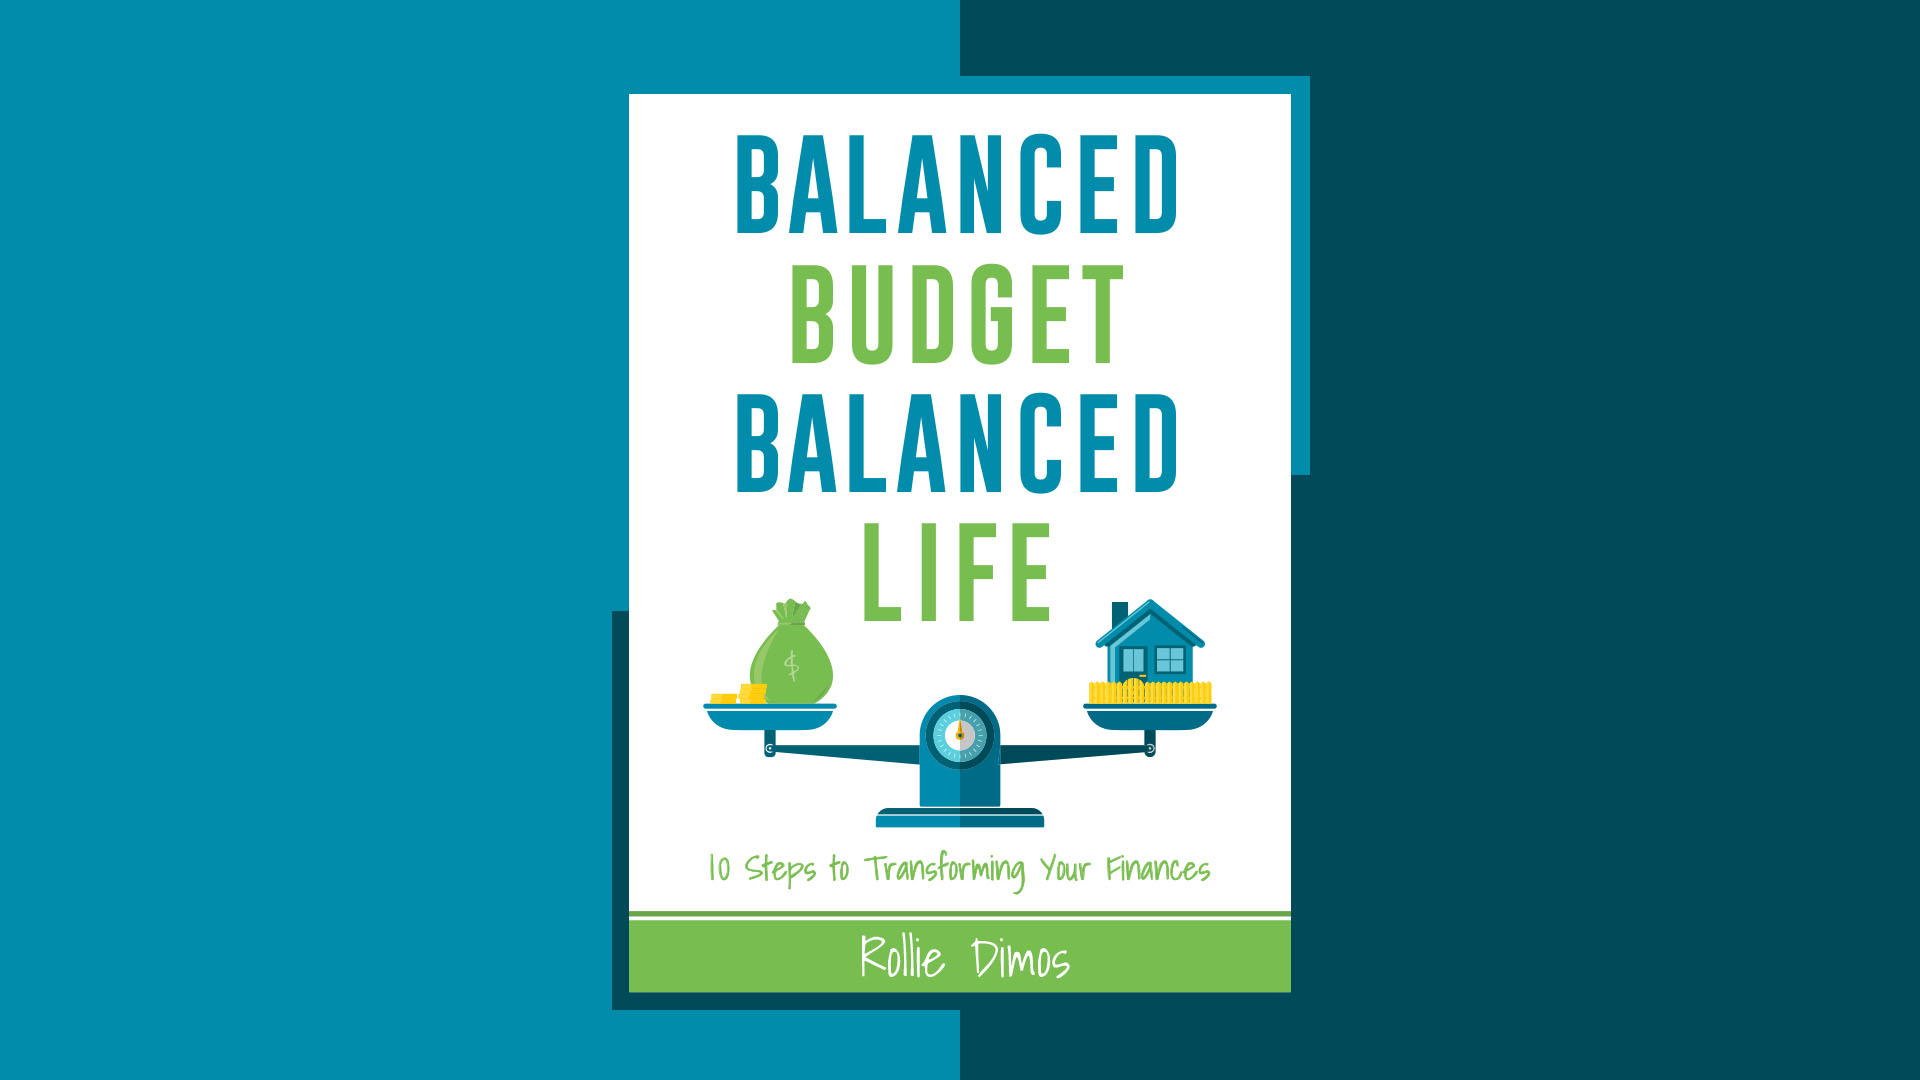 BALANCED
BUDGET
BALANCED
LIFE
$
10 Steps to Transforming Your Finances
Rollie Dimos